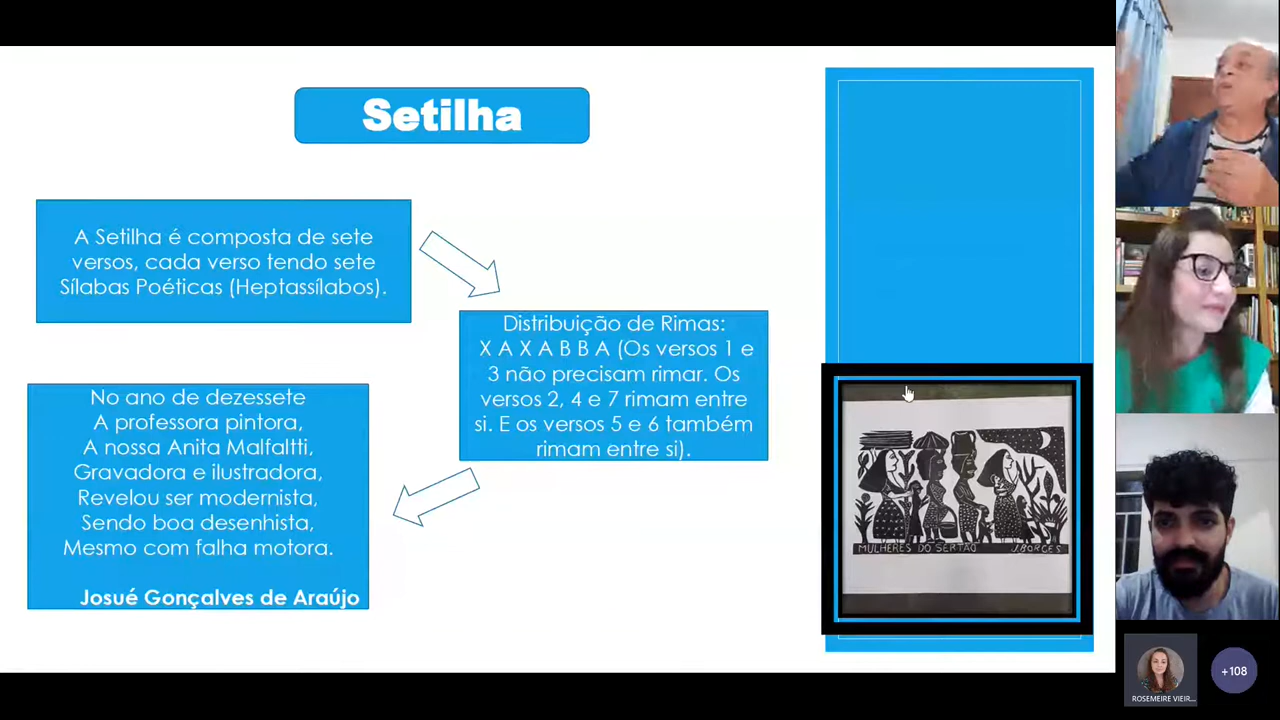 Setilha
A Setilha é composta de sete
versos, cada verso tendo sete
Sílabas Poéticas (Heptassílabos).
Distribuição de Rimas:
X A X A B B A (Os versos 1 e
3 não precisam rimar. Os
versos 2, 4 e 7 rimam entre
si. E os versos 5 e 6 também
rimam entre si).
No ano de dezessete
A professora pintora,
A nossa Anita Malfaltti,
Gravadora e ilustradora,
Revelou ser modernista,
Sendo boa desenhista,
Mesmo com falha motora.
Josué Gonçalves de Araújo
MULHERES DO SERTÃO J.BORGES
ROSEMEIRE VIEIR...
+108